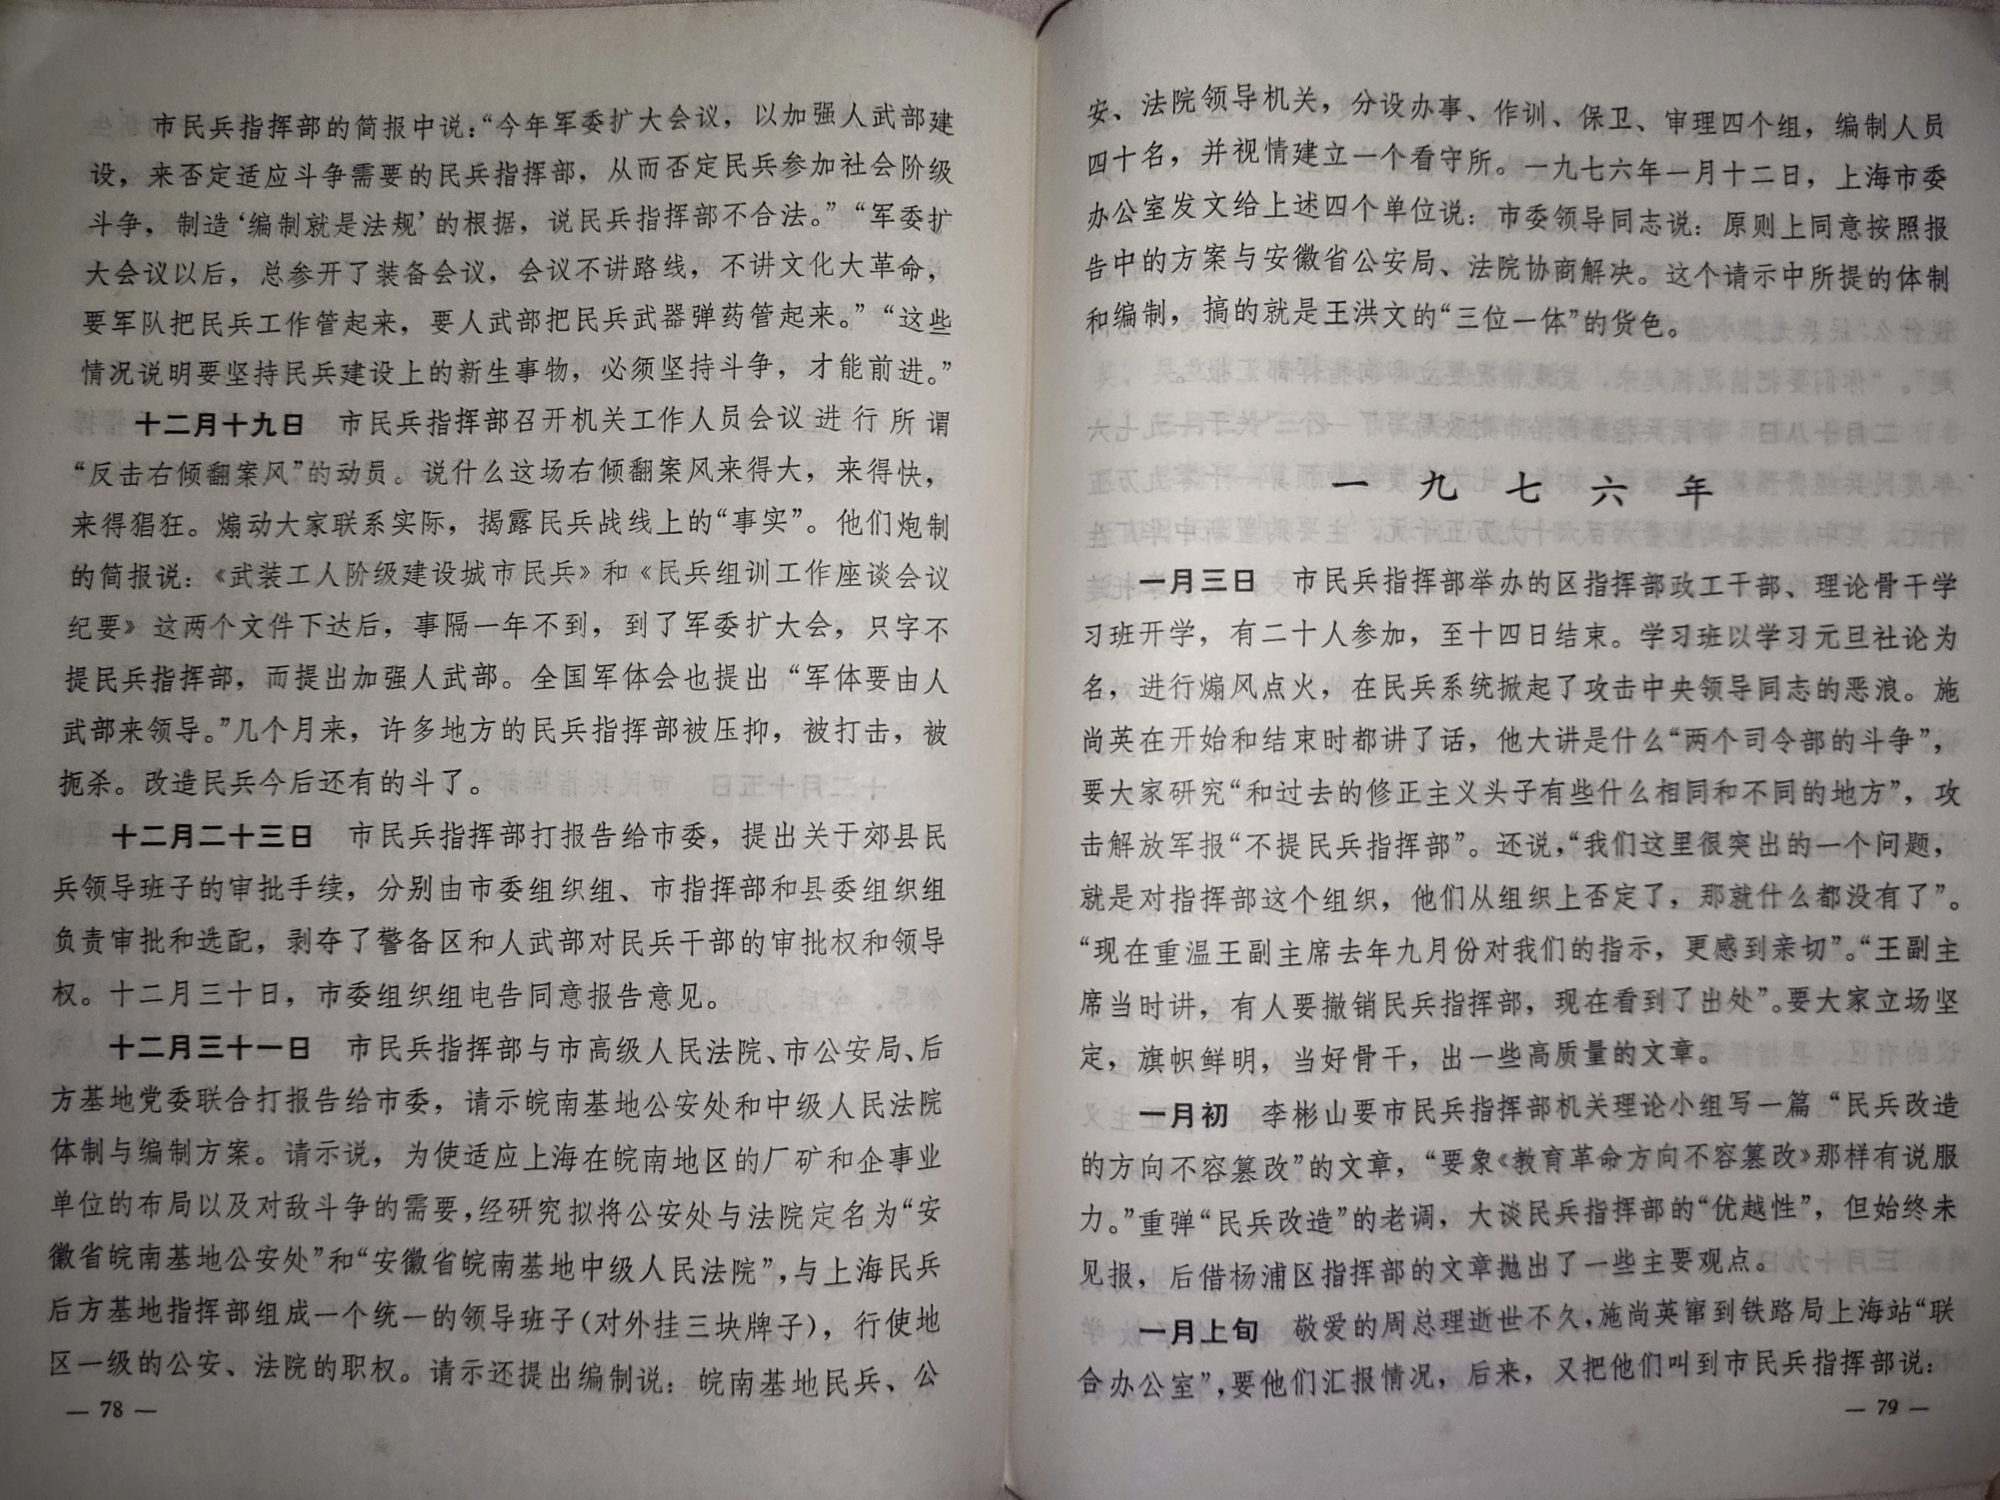 市民兵指挥部的简报中说：“今年军委扩大会议，以加强人武部建
设，来否定适应斗争需要的民兵指挥部，从而否定民兵参加社会阶级
斗争，制造‘编制就是法规’的根据，说民兵指挥部不合法。”“军委扩
大会议以后，总参开了装备会议，会议不讲路线，不讲文化大革命，
要军队把民兵工作管起来，要人武部把民兵武器弹药管起来。”“这些
情况说明要坚持民兵建设上的新生事物，必须坚持斗争，才能前进。”
十二月十九日　市民兵指挥部召开机关工作人员会议进行所谓
“反击右倾翻案风”的动员。说什么这场右倾翻案风来得大，来得快，
来得猖狂。煽动大家联系实际，揭露民兵战线上的“事实”。他们炮制
的简报说：《武装工人阶级建设城市民兵》和《民兵组训工作座谈会议
纪要》这两个文件下达后，事隔一年不到，到了军委扩大会，只字不
提民兵指挥部，而提出加强人武部。全国军体会也提出“军体要由人
武部来领导。”几个月来，许多地方的民兵指挥部被压抑，被打击，被
扼杀。改造民兵今后还有的斗了。
十二月二十三日　市民兵指挥部打报告给市委，提出关于郊县民
兵领导班子的审批手续，分别由市委组织组、市指挥部和县委组织组
负责审批和选配，剥夺了警备区和人武部对民兵干部的审批权和领导
权。十二月三十日，市委组织组电告同意报告意见。
十二月三十一日　市民兵指挥部与市高级人民法院、市公安局、后
方基地党委联合打报告给市委，请示皖南基地公安处和中级人民法院
体制与编制方案。请示说，为使适应上海在皖南地区的厂矿和企事业
单位的布局以及对敌斗争的需要，经研究拟将公安处与法院定名为“安
徽省皖南基地公安处”和“安徽省皖南基地中级人民法院”，与上海民兵
后方基地指挥部组成一个统一的领导班子（对外挂三块牌子），行使地
区一级的公安、法院的职权。请示还提出编制说：皖南基地民兵、公
— 78 —
安、法院领导机关，分设办事、作训、保卫、审理四个组，编制人员
四十名，并视情建立一个看守所。一九七六年一月十二日，上海市委
办公室发文给上述四个单位说：市委领导同志说：原则上同意按照报
告中的方案与安徽省公安局、法院协商解决。这个请示中所提的体制
和编制，搞的就是王洪文的“三位一体”的货色。
一九七六年
一月三日　市民兵指挥部举办的区指挥部政工干部、理论骨干学
习班开学，有二十人参加，至十四日结束。学习班以学习元旦社论为
名，进行煽风点火，在民兵系统掀起了攻击中央领导同志的恶浪。施
尚英在开始和结束时都讲了话，他大讲是什么“两个司令部的斗争”，
要大家研究“和过去的修正主义头子有些什么相同和不同的地方”，攻
击解放军报“不提民兵指挥部”。还说，“我们这里很突出的一个问题，
就是对指挥部这个组织，他们从组织上否定了，那就什么都没有了”。
“现在重温王副主席去年九月份对我们的指示，更感到亲切”。“王副主
席当时讲，有人要撤销民兵指挥部，现在看到了出处”。要大家立场坚
定，旗帜鲜明，当好骨干，出一些高质量的文章。
一月初　李彬山要市民兵指挥部机关理论小组写一篇“民兵改造
的方向不容篡改”的文章，“要象《教育革命方向不容篡改》那样有说服
力。”重弹“民兵改造”的老调，大谈民兵指挥部的“优越性”，但始终未
见报，后借杨浦区指挥部的文章抛出了一些主要观点。
一月上旬　敬爱的周总理逝世不久，施尚英窜到铁路局上海站“联
合办公室”，要他们汇报情况，后来，又把他们叫到市民兵指挥部说：
— 79 —